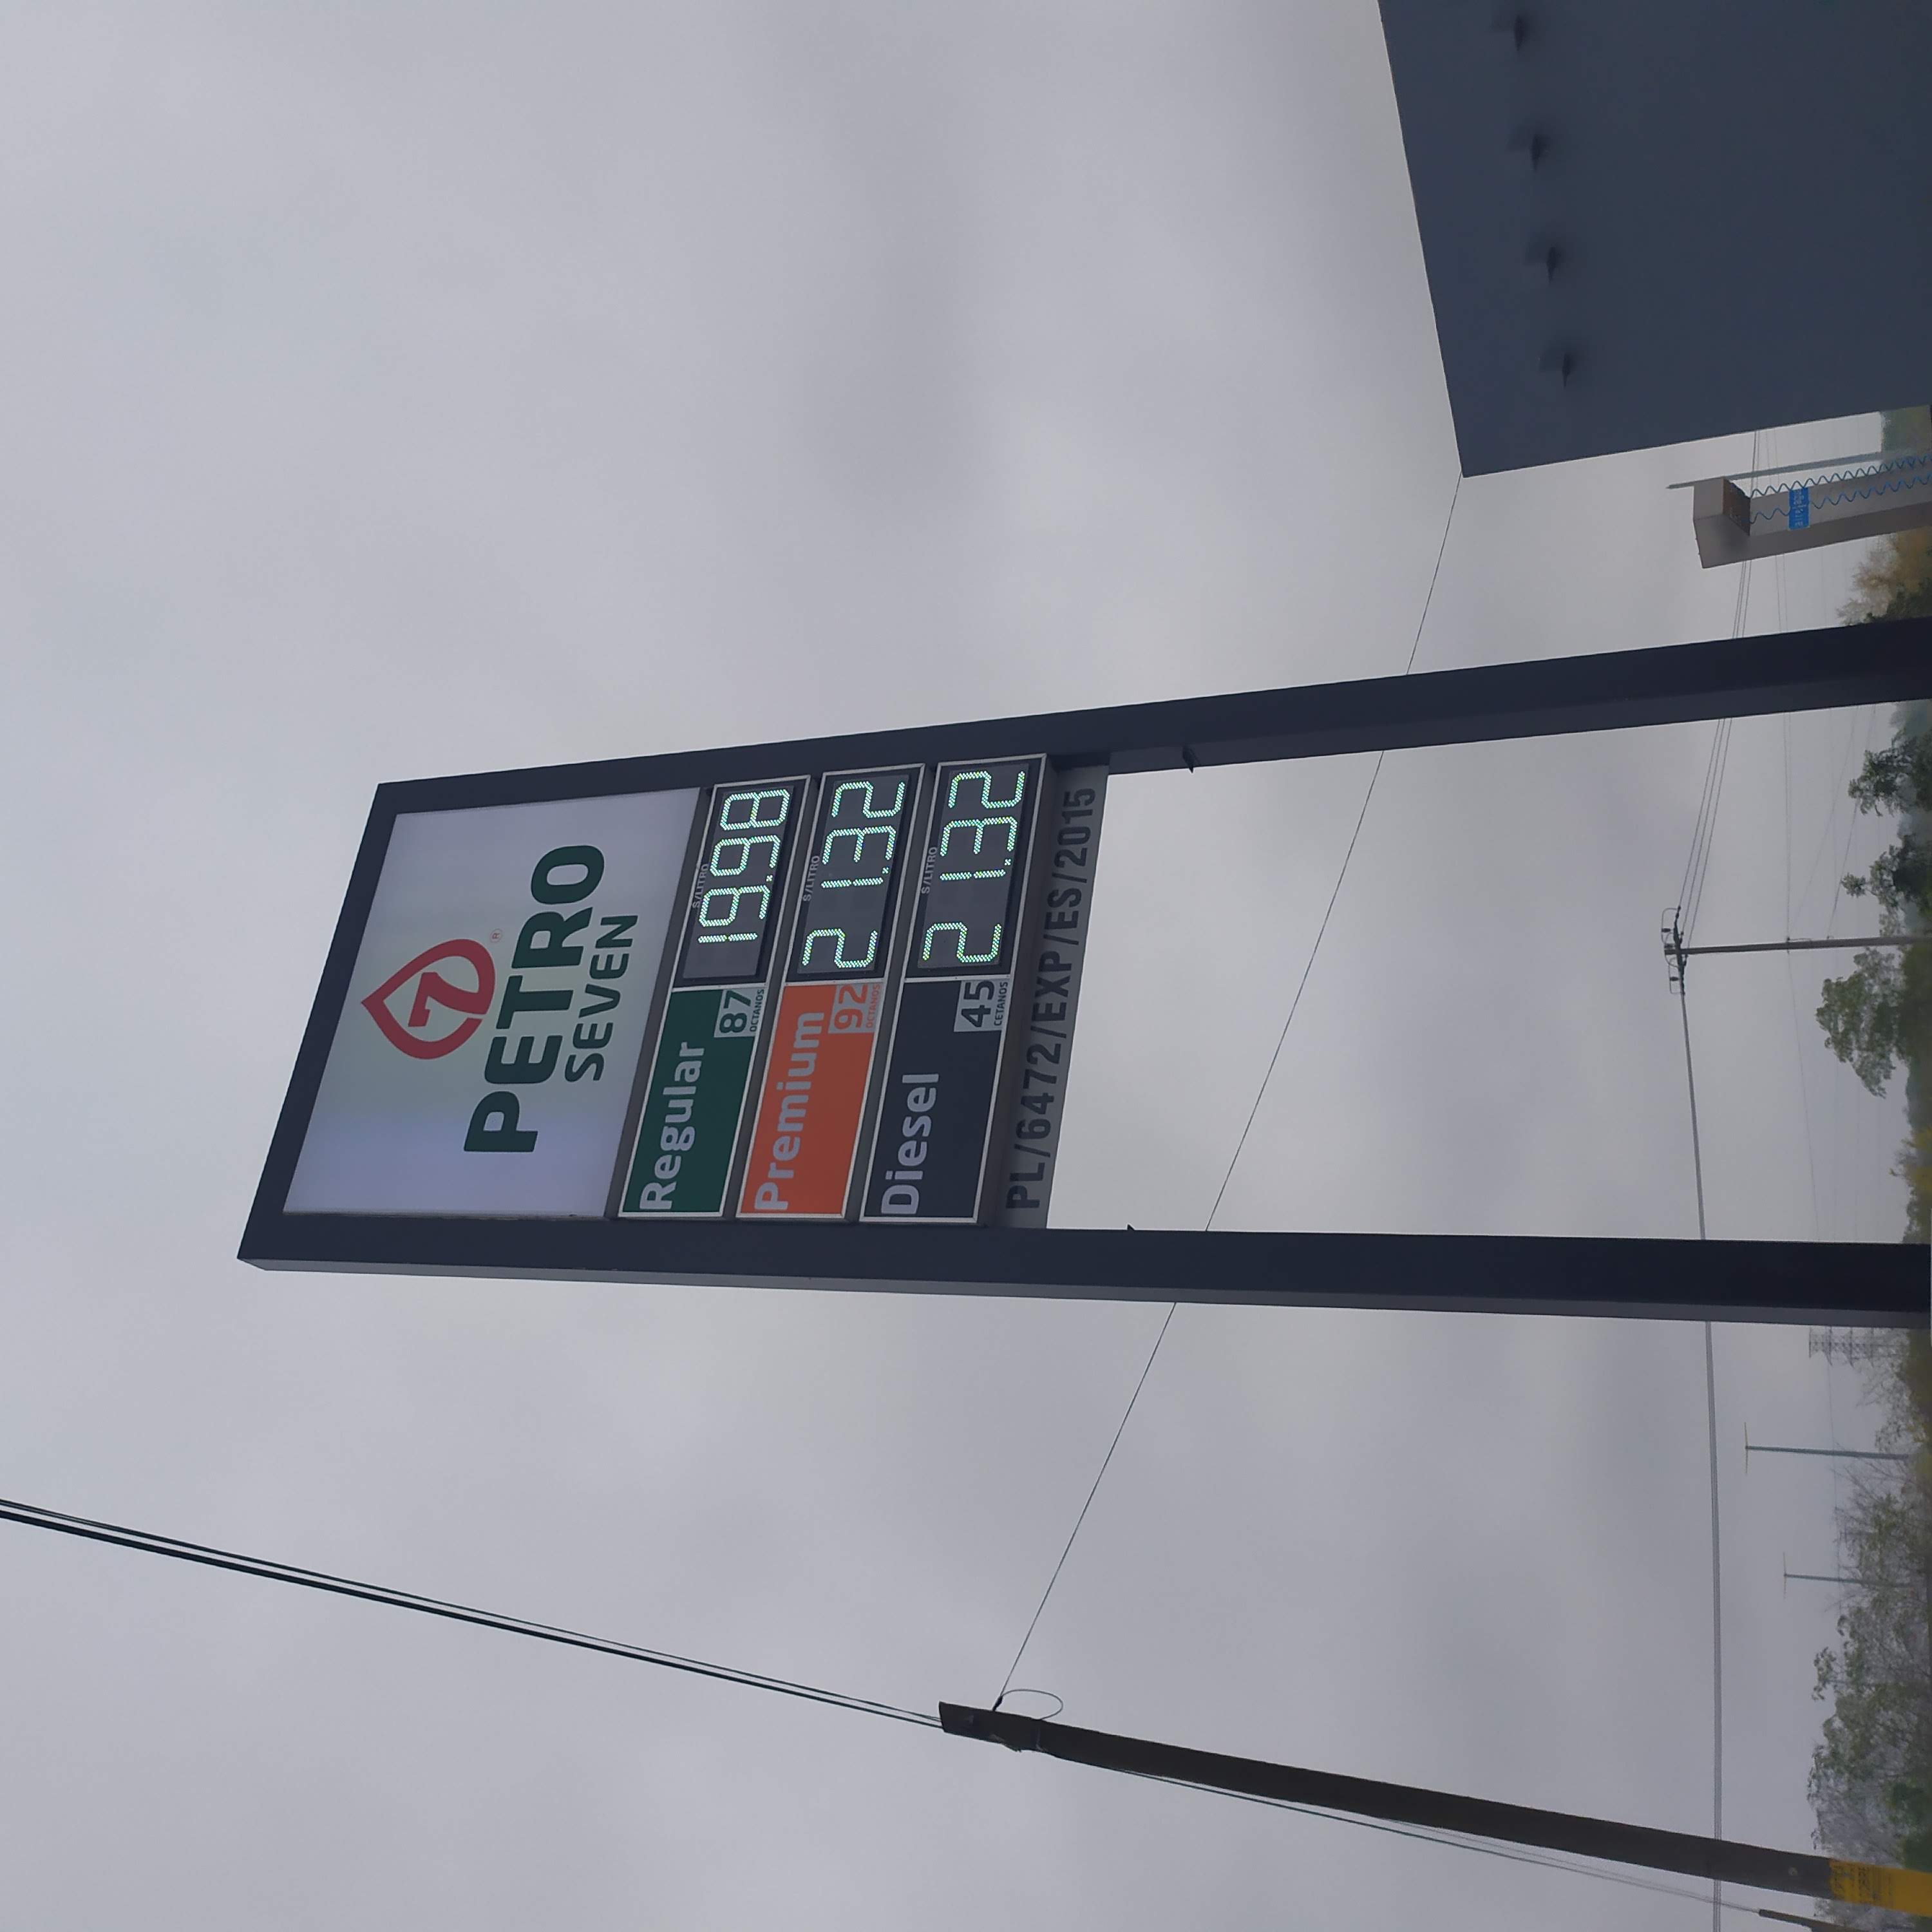 7
®
PETRO
SEVEN
$/LITRO
Regular
87
OCTANOS
19.98
$/LITRO
Premium
92
OCTANOS
21.32
$/LITRO
Diesel
45
CETANOS
21.32
PL/6472/EXP/ES/2015